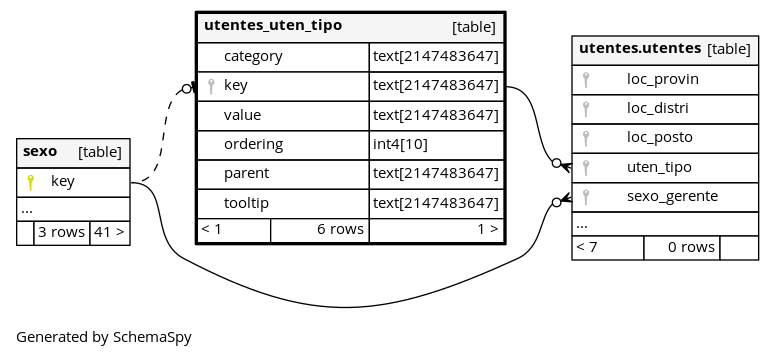 sexo [table]
key
...
3 rows 41 >
utentes_uten_tipo [table]
category text[2147483647]
key text[2147483647]
value text[2147483647]
ordering int4[10]
parent text[2147483647]
tooltip text[2147483647]
< 1 6 rows 1 >
utentes.utentes [table]
loc_provin
loc_distri
loc_posto
uten_tipo
sexo_gerente
...
< 7 0 rows
Generated by SchemaSpy